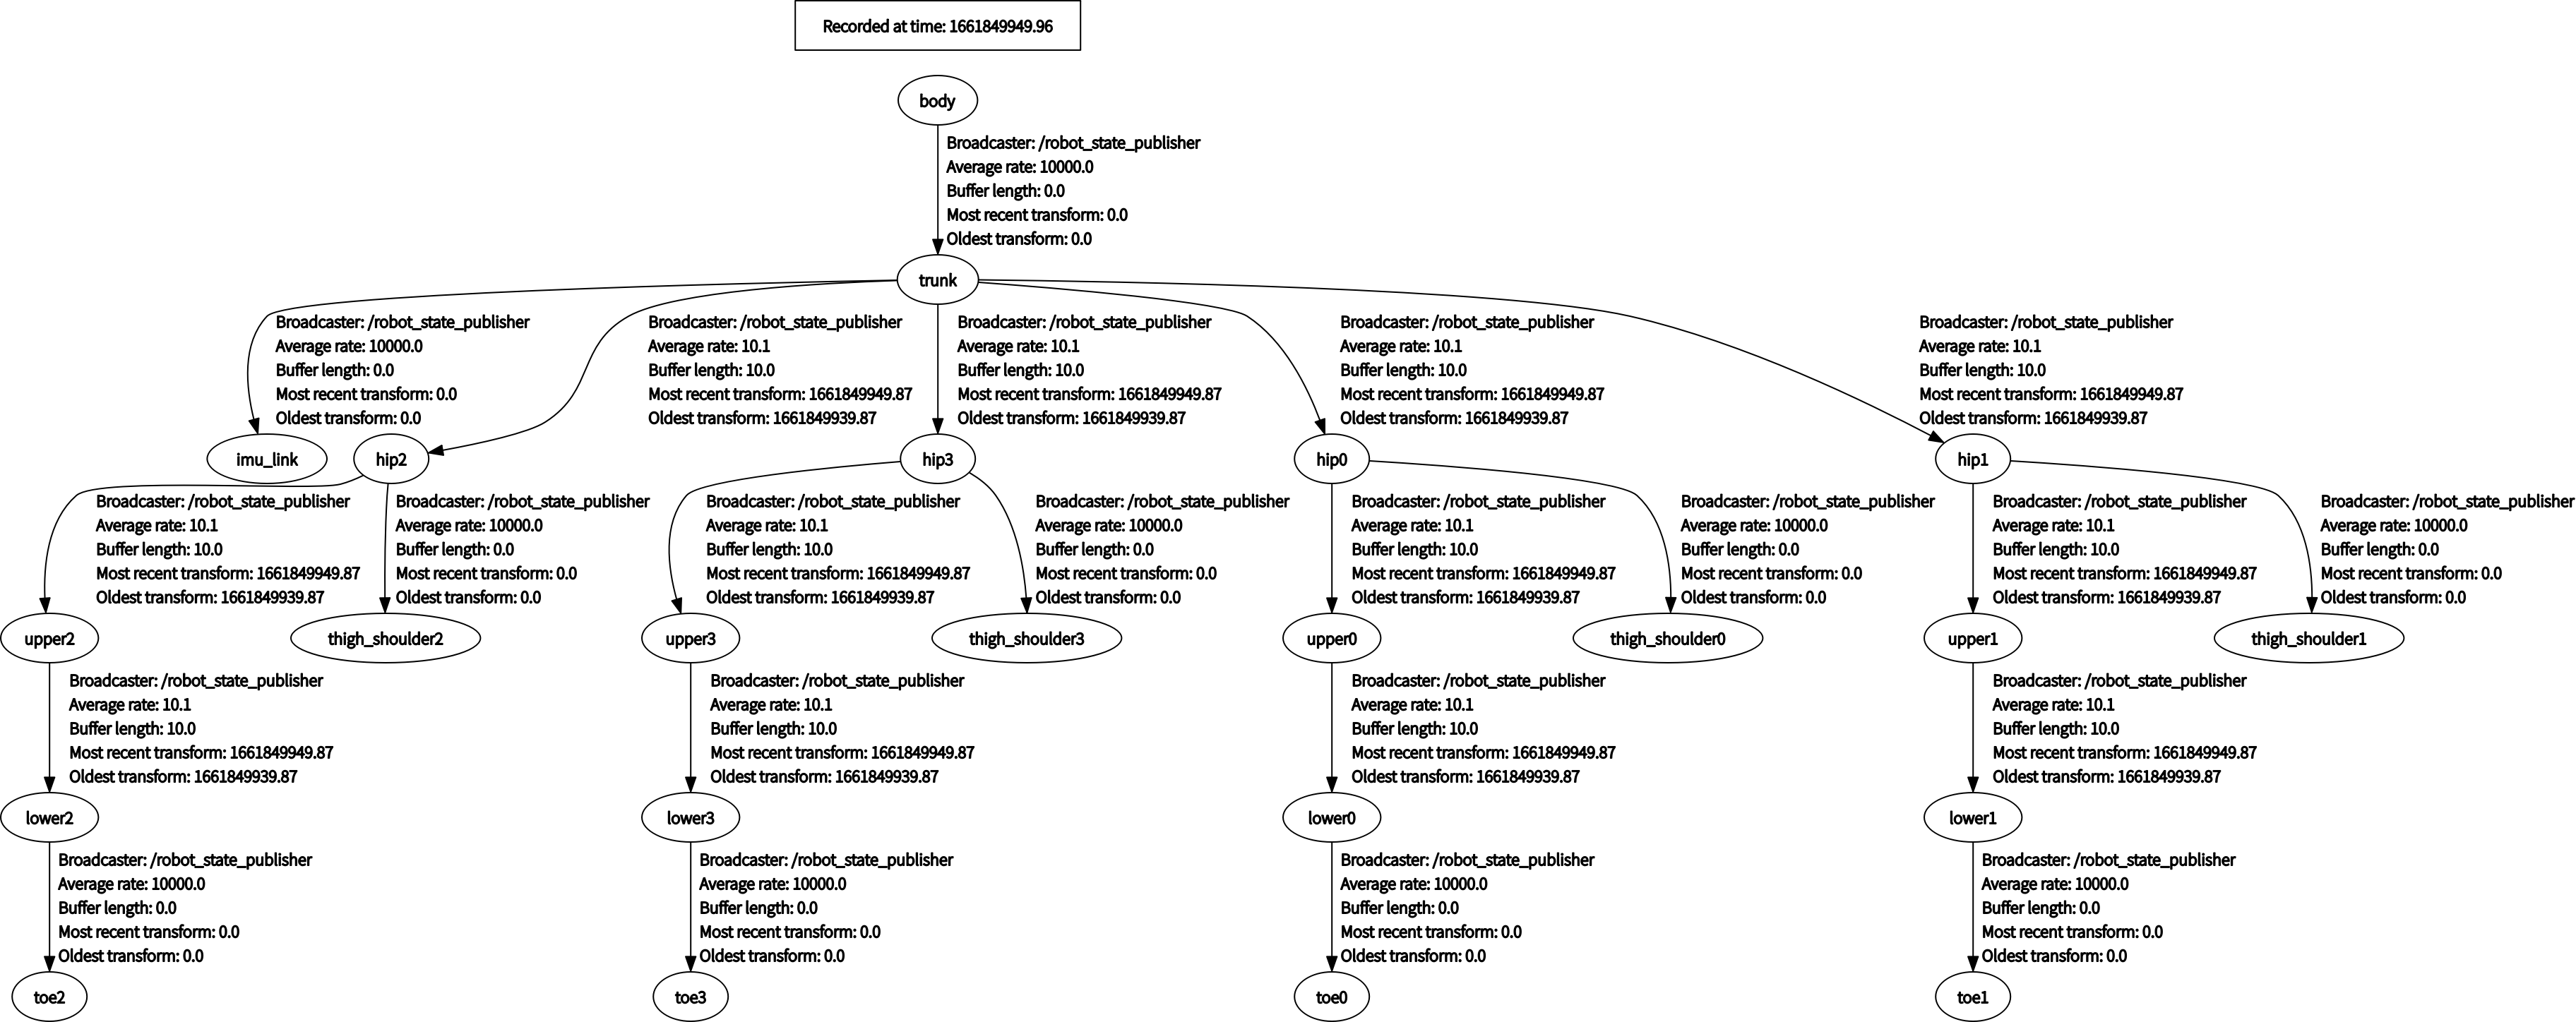 Recorded at time: 1661849949.96
body
Broadcaster: /robot_state_publisher
Average rate: 10000.0
Buffer length: 0.0
Most recent transform: 0.0
Oldest transform: 0.0
trunk
Broadcaster: /robot_state_publisher
Average rate: 10000.0
Buffer length: 0.0
Most recent transform: 0.0
Oldest transform: 0.0
Broadcaster: /robot_state_publisher
Average rate: 10.1
Buffer length: 10.0
Most recent transform: 1661849949.87
Oldest transform: 1661849939.87
Broadcaster: /robot_state_publisher
Average rate: 10.1
Buffer length: 10.0
Most recent transform: 1661849949.87
Oldest transform: 1661849939.87
Broadcaster: /robot_state_publisher
Average rate: 10.1
Buffer length: 10.0
Most recent transform: 1661849949.87
Oldest transform: 1661849939.87
Broadcaster: /robot_state_publisher
Average rate: 10.1
Buffer length: 10.0
Most recent transform: 1661849949.87
Oldest transform: 1661849939.87
imu_link
hip2
hip3
hip0
hip1
Broadcaster: /robot_state_publisher
Average rate: 10.1
Buffer length: 10.0
Most recent transform: 1661849949.87
Oldest transform: 1661849939.87
Broadcaster: /robot_state_publisher
Average rate: 10000.0
Buffer length: 0.0
Most recent transform: 0.0
Oldest transform: 0.0
Broadcaster: /robot_state_publisher
Average rate: 10.1
Buffer length: 10.0
Most recent transform: 1661849949.87
Oldest transform: 1661849939.87
Broadcaster: /robot_state_publisher
Average rate: 10000.0
Buffer length: 0.0
Most recent transform: 0.0
Oldest transform: 0.0
Broadcaster: /robot_state_publisher
Average rate: 10.1
Buffer length: 10.0
Most recent transform: 1661849949.87
Oldest transform: 1661849939.87
Broadcaster: /robot_state_publisher
Average rate: 10000.0
Buffer length: 0.0
Most recent transform: 0.0
Oldest transform: 0.0
Broadcaster: /robot_state_publisher
Average rate: 10.1
Buffer length: 10.0
Most recent transform: 1661849949.87
Oldest transform: 1661849939.87
Broadcaster: /robot_state_publisher
Average rate: 10000.0
Buffer length: 0.0
Most recent transform: 0.0
Oldest transform: 0.0
upper2
thigh_shoulder2
upper3
thigh_shoulder3
upper0
thigh_shoulder0
upper1
thigh_shoulder1
Broadcaster: /robot_state_publisher
Average rate: 10.1
Buffer length: 10.0
Most recent transform: 1661849949.87
Oldest transform: 1661849939.87
Broadcaster: /robot_state_publisher
Average rate: 10.1
Buffer length: 10.0
Most recent transform: 1661849949.87
Oldest transform: 1661849939.87
Broadcaster: /robot_state_publisher
Average rate: 10.1
Buffer length: 10.0
Most recent transform: 1661849949.87
Oldest transform: 1661849939.87
Broadcaster: /robot_state_publisher
Average rate: 10.1
Buffer length: 10.0
Most recent transform: 1661849949.87
Oldest transform: 1661849939.87
lower2
lower3
lower0
lower1
Broadcaster: /robot_state_publisher
Average rate: 10000.0
Buffer length: 0.0
Most recent transform: 0.0
Oldest transform: 0.0
Broadcaster: /robot_state_publisher
Average rate: 10000.0
Buffer length: 0.0
Most recent transform: 0.0
Oldest transform: 0.0
Broadcaster: /robot_state_publisher
Average rate: 10000.0
Buffer length: 0.0
Most recent transform: 0.0
Oldest transform: 0.0
Broadcaster: /robot_state_publisher
Average rate: 10000.0
Buffer length: 0.0
Most recent transform: 0.0
Oldest transform: 0.0
toe2
toe3
toe0
toe1